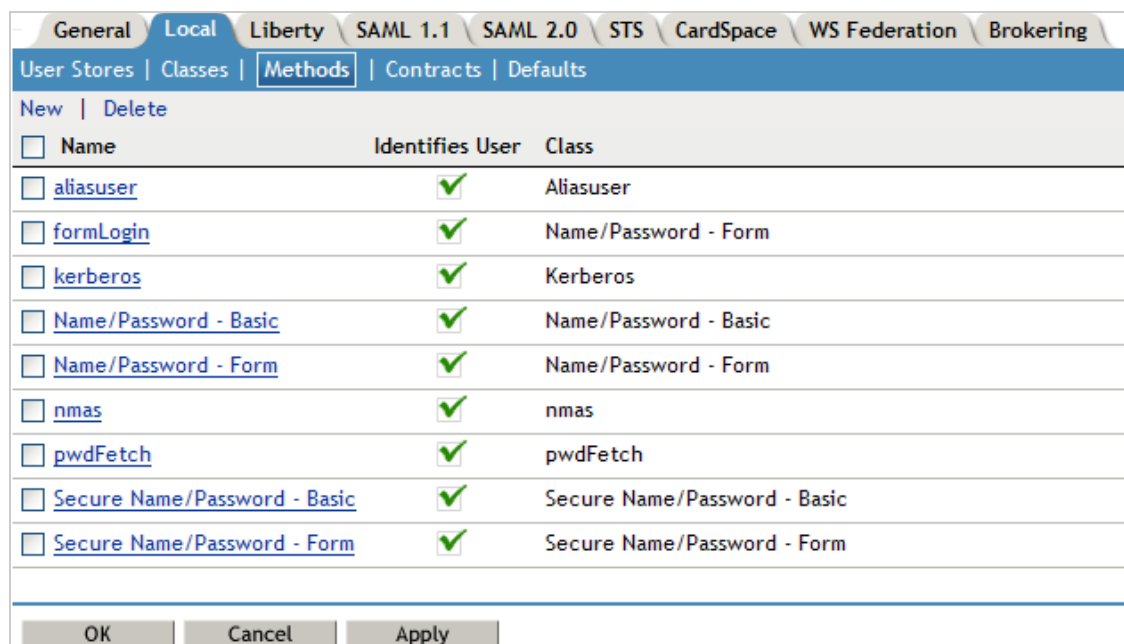 General Local Liberty SAML 1.1 SAML 2.0 STS CardSpace WS Federation Brokering
User Stores | Classes | Methods | Contracts | Defaults
New | Delete
Name Identifies User Class
aliasuser Aliasuser
formLogin Name/Password - Form
kerberos Kerberos
Name/Password - Basic Name/Password - Basic
Name/Password - Form Name/Password - Form
nmas nmas
pwdFetch pwdFetch
Secure Name/Password - Basic Secure Name/Password - Basic
Secure Name/Password - Form Secure Name/Password - Form
OK Cancel Apply